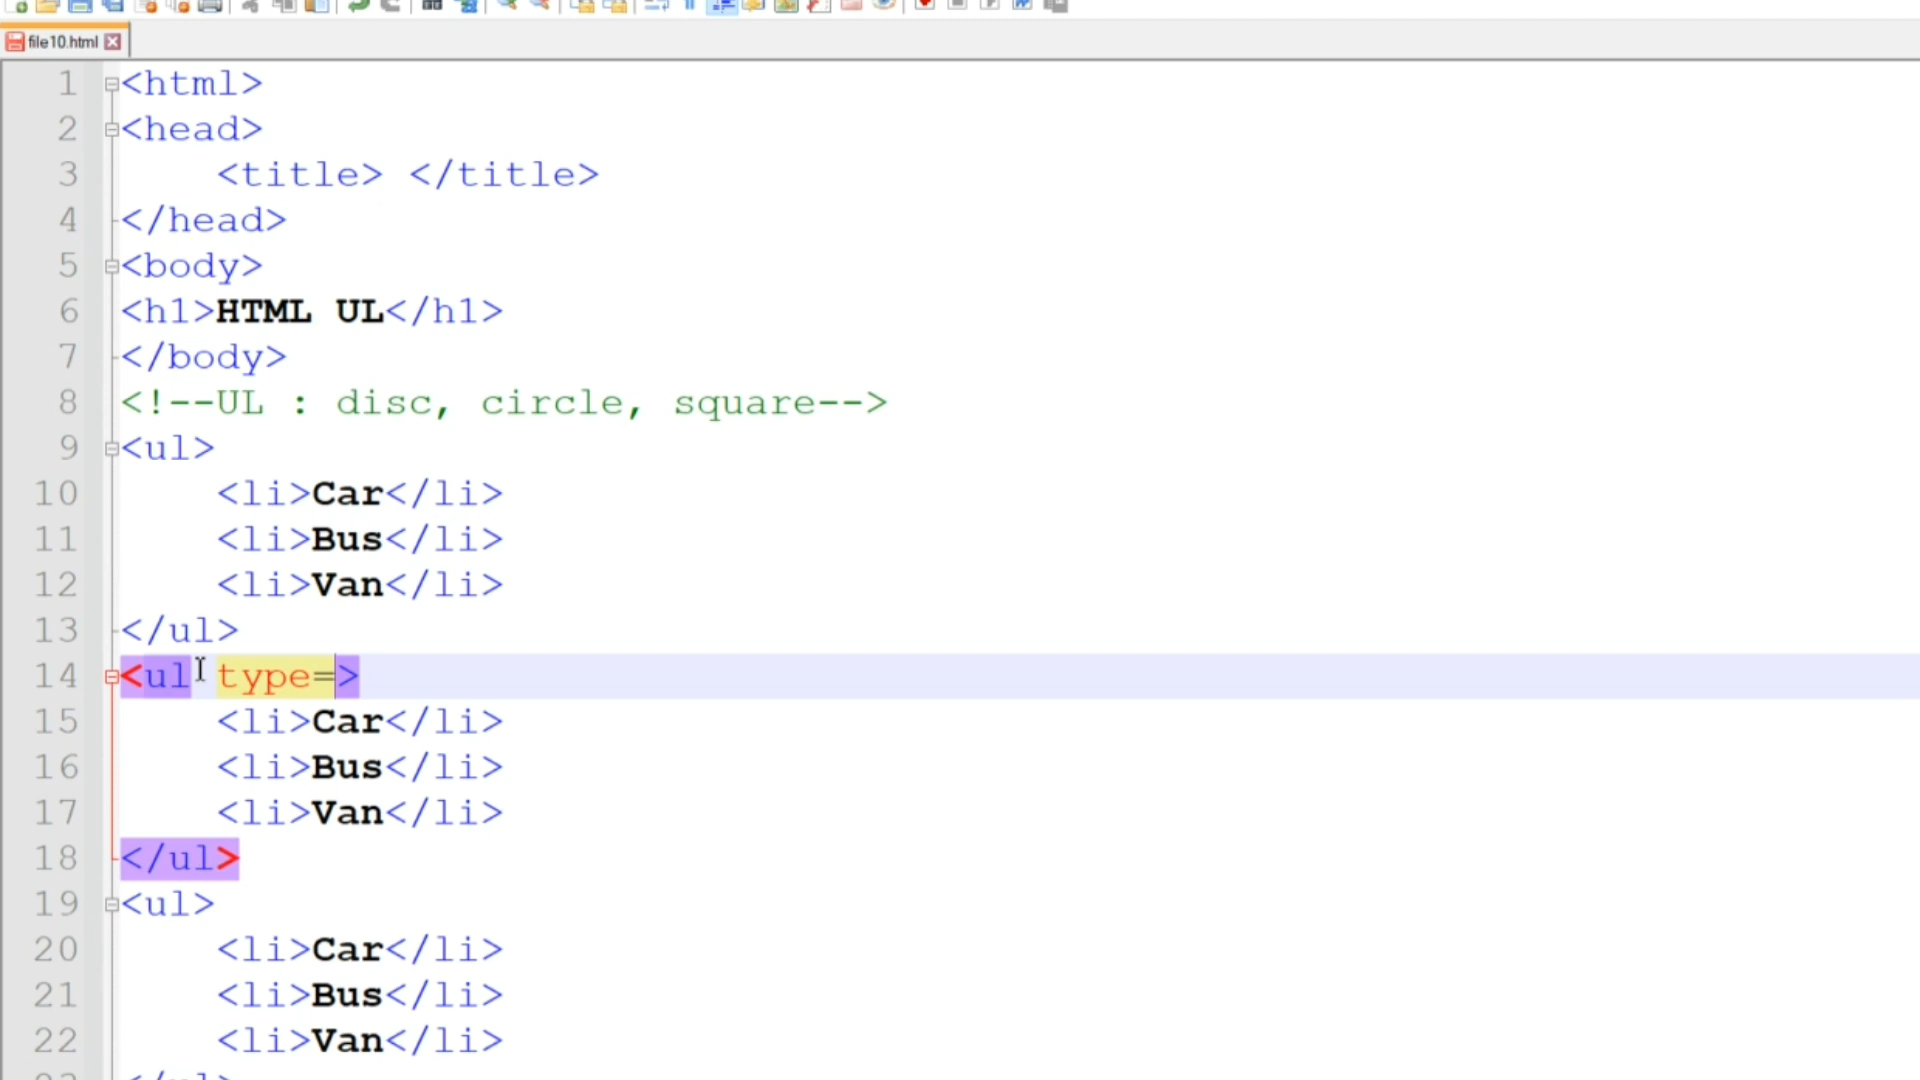 file10.html
1 <html>
2 <head>
3 <title> </title>
4 </head>
5 <body>
6 <h1>HTML UL</h1>
7 </body>
8 <!--UL : disc, circle, square-->
9 <ul>
10 <li>Car</li>
11 <li>Bus</li>
12 <li>Van</li>
13 </ul>
14 <ul type=>
15 <li>Car</li>
16 <li>Bus</li>
17 <li>Van</li>
18 </ul>
19 <ul>
20 <li>Car</li>
21 <li>Bus</li>
22 <li>Van</li>